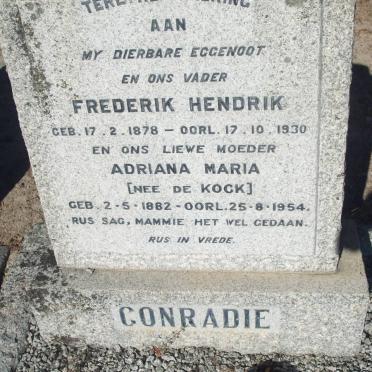 AAN
MY DIERBARE EGGENOOT
EN ONS VADER
FREDERIK HENDRIK
GEB. 17. 2. 1878 — OORL. 17. 10. 1930
EN ONS LIEWE MOEDER
ADRIANA MARIA
[NEE DE KOCK]
GEB. 2-5-1882 - OORL. 25-8-1954.
RUS SAG, MAMMIE HET WEL GEDAAN.
RUS IN VREDE.
CONRADIE